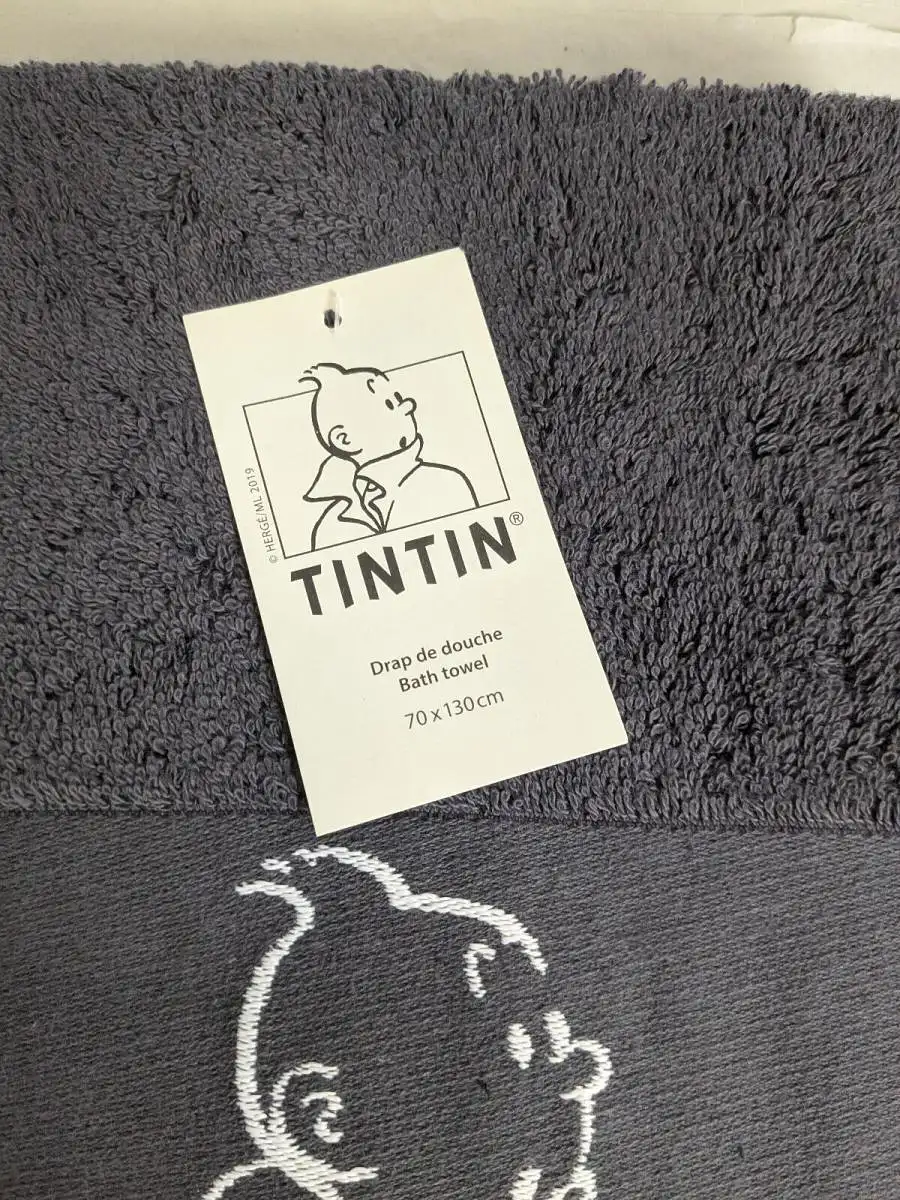 © HERGÉ/ML 2019
TINTIN®
Drap de douche
Bath towel
70 x 130 cm